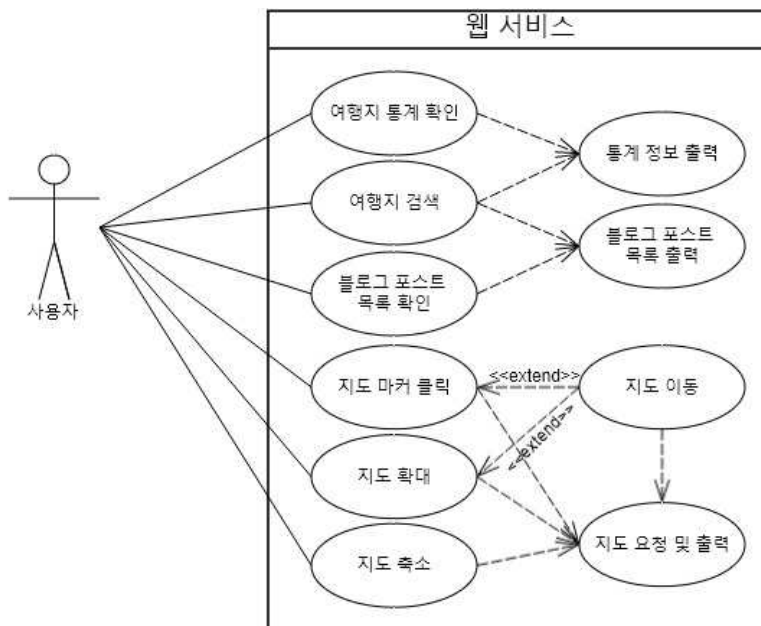 웹 서비스
여행지 통계 확인
통계 정보 출력
여행지 검색
블로그 포스트
목록 출력
블로그 포스트
목록 확인
사용자
지도 마커 클릭
<<extend>>
지도 이동
<<extend>>
지도 확대
지도 요청 및 출력
지도 축소